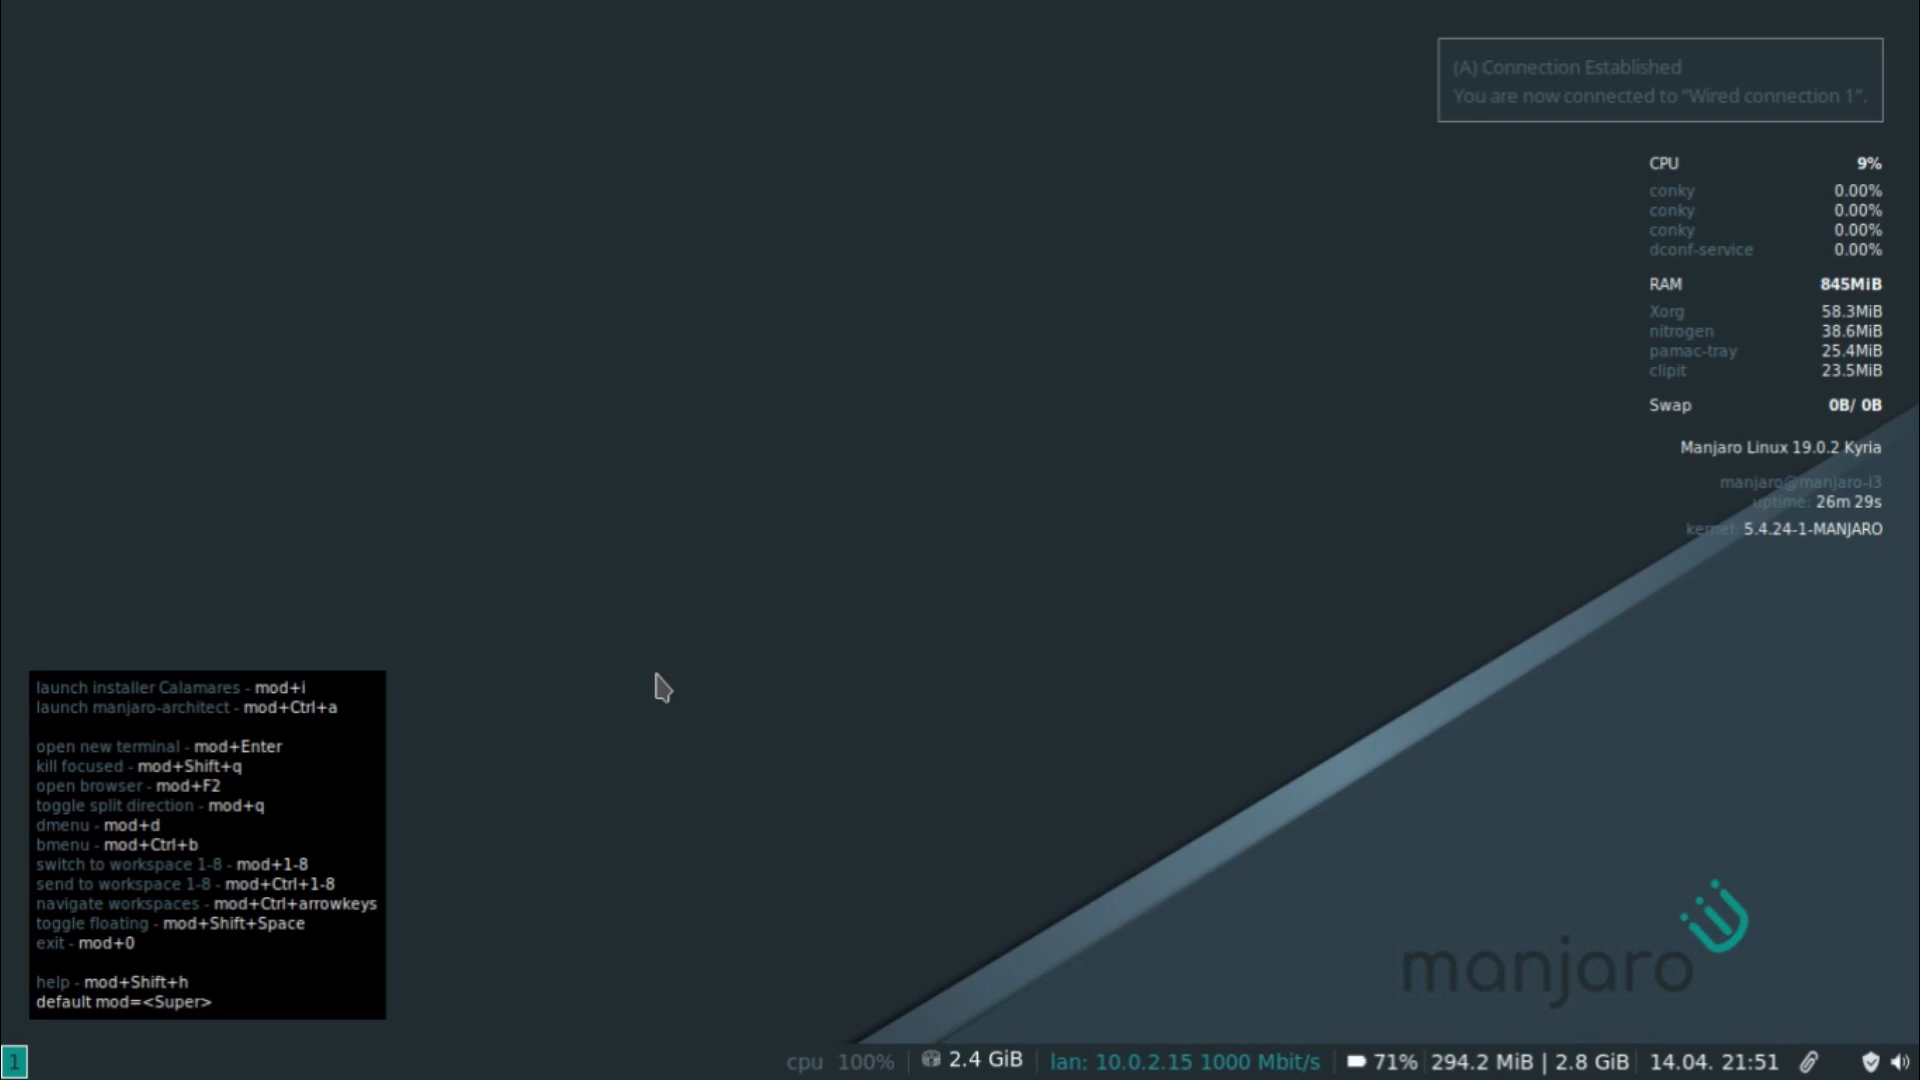 (A) Connection Established
You are now connected to "Wired connection 1".
CPU 9%
conky 0.00%
conky 0.00%
conky 0.00%
dconf-service 0.00%
RAM 845MiB
Xorg 58.3MiB
nitrogen 38.6MiB
pamac-tray 25.4MiB
clipit 23.5MiB
Swap 0B/ 0B
Manjaro Linux 19.0.2 Kyria
manjaro@manjaro-i3
uptime: 26m 29s
kernel: 5.4.24-1-MANJARO
launch installer Calamares - mod+i
launch manjaro-architect - mod+Ctrl+a
open new terminal - mod+Enter
kill focused - mod+Shift+q
open browser - mod+F2
toggle split direction - mod+q
dmenu - mod+d
bmenu - mod+Ctrl+b
switch to workspace 1-8 - mod+1-8
send to workspace 1-8 - mod+Ctrl+1-8
navigate workspaces - mod+Ctrl+arrowkeys
toggle floating - mod+Shift+Space
exit - mod+0
help - mod+Shift+h
default mod=<Super>
manjaro
1 cpu 100% | 2.4 GiB | lan: 10.0.2.15 1000 Mbit/s | 71% 294.2 MiB | 2.8 GiB 14.04. 21:51